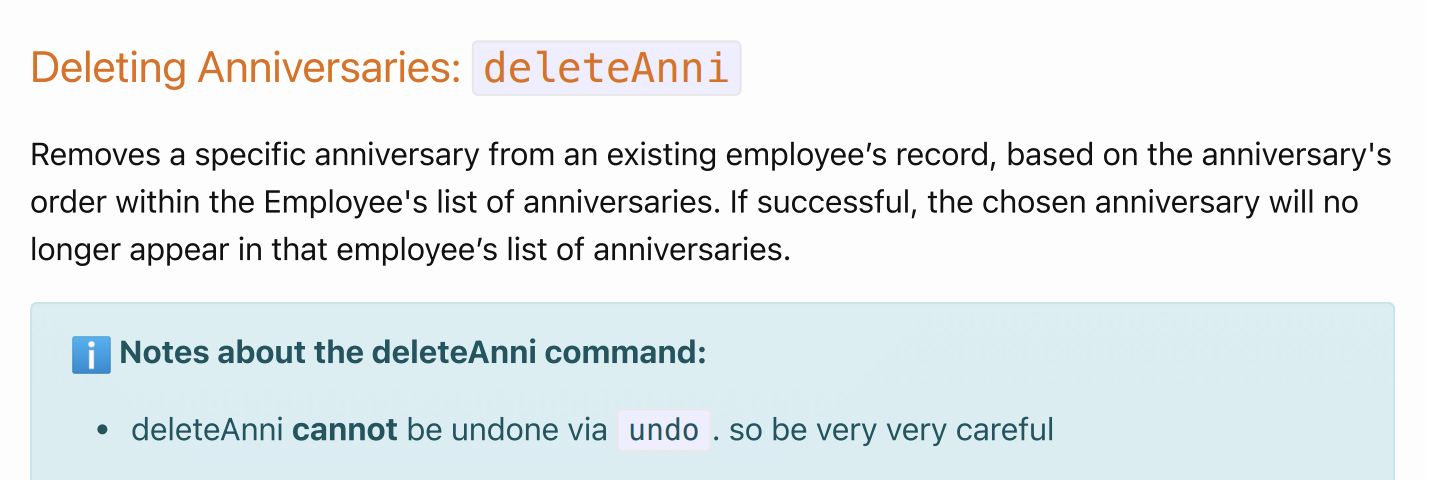 Deleting Anniversaries: deleteAnni
Removes a specific anniversary from an existing employee’s record, based on the anniversary's
order within the Employee's list of anniversaries. If successful, the chosen anniversary will no
longer appear in that employee’s list of anniversaries.
ℹ️ Notes about the deleteAnni command:
• deleteAnni cannot be undone via undo . so be very very careful